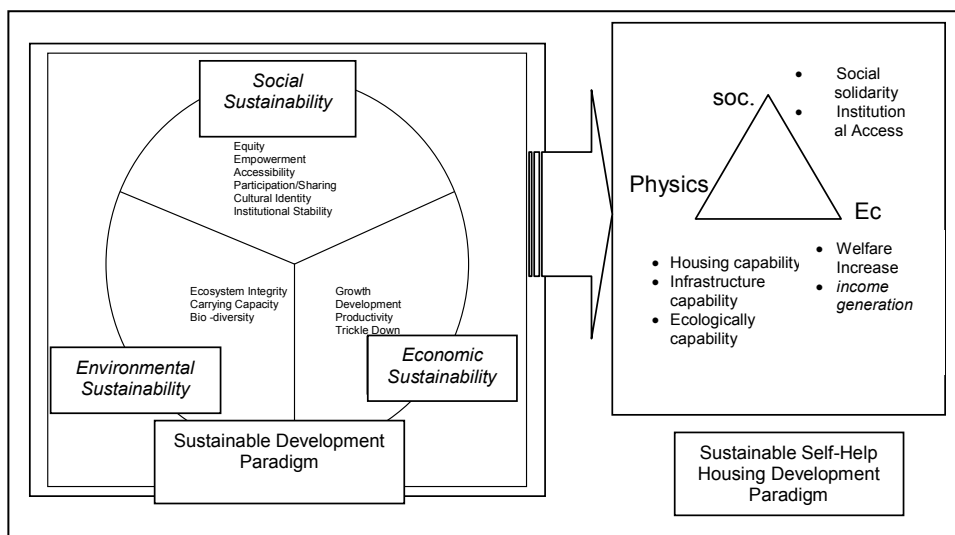 Social
Sustainability
Equity
Empowerment
Accessibility
Participation/Sharing
Cultural Identity
Institutional Stability
Ecosystem Integrity
Carrying Capacity
Bio -diversity
Growth
Development
Productivity
Trickle Down
Environmental
Sustainability
Economic
Sustainability
Sustainable Development
Paradigm
soc.
• Social
solidarity
• Institution
al Access
Physics
Ec
• Housing capability
• Infrastructure
capability
• Ecologically
capability
• Welfare
Increase
• income
generation
Sustainable Self-Help
Housing Development
Paradigm